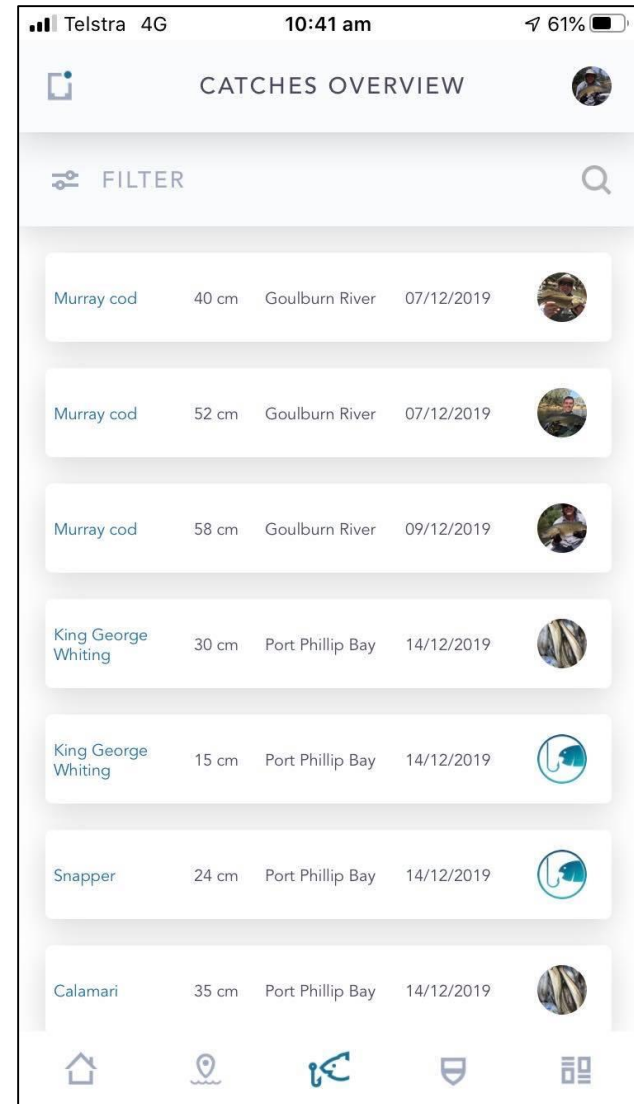 Telstra 4G 10:41 am 61%
CATCHES OVERVIEW
FILTER
Murray cod 40 cm Goulburn River 07/12/2019
Murray cod 52 cm Goulburn River 07/12/2019
Murray cod 58 cm Goulburn River 09/12/2019
King George
Whiting 30 cm Port Phillip Bay 14/12/2019
King George
Whiting 15 cm Port Phillip Bay 14/12/2019
Snapper 24 cm Port Phillip Bay 14/12/2019
Calamari 35 cm Port Phillip Bay 14/12/2019